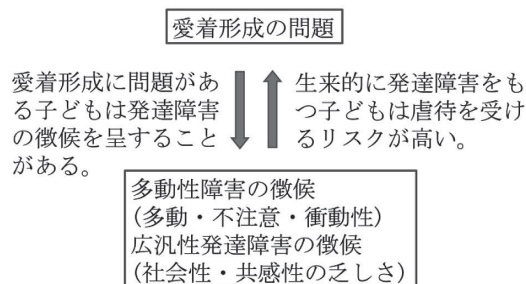 愛着形成の問題
愛着形成に問題があ
る子どもは発達障害
の徴候を呈すること
がある。
生来的に発達障害をも
つ子どもは虐待を受け
るリスクが高い。
多動性障害の徴候
(多動・不注意・衝動性)
広汎性発達障害の徴候
(社会性・共感性の乏しさ)